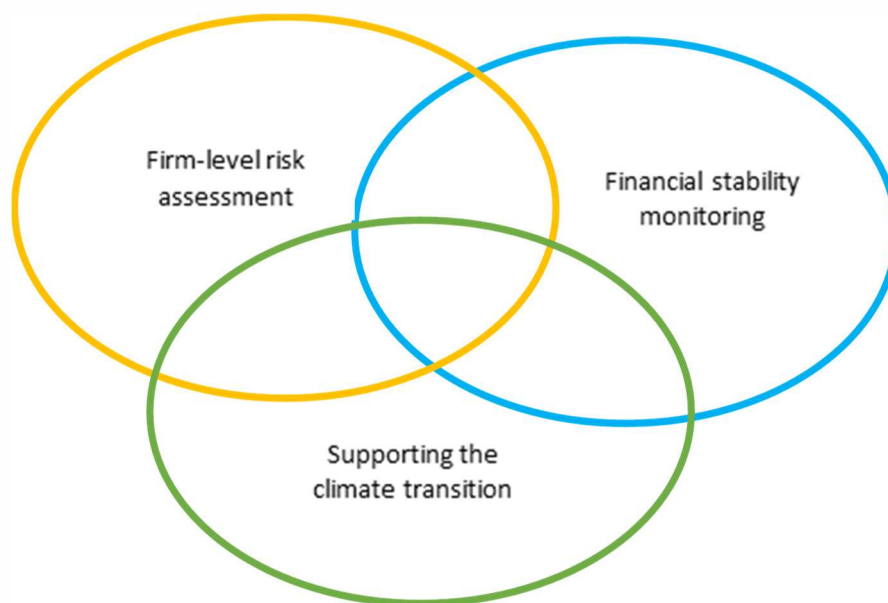 Firm-level risk
assessment
Financial stability
monitoring
Supporting the
climate transition